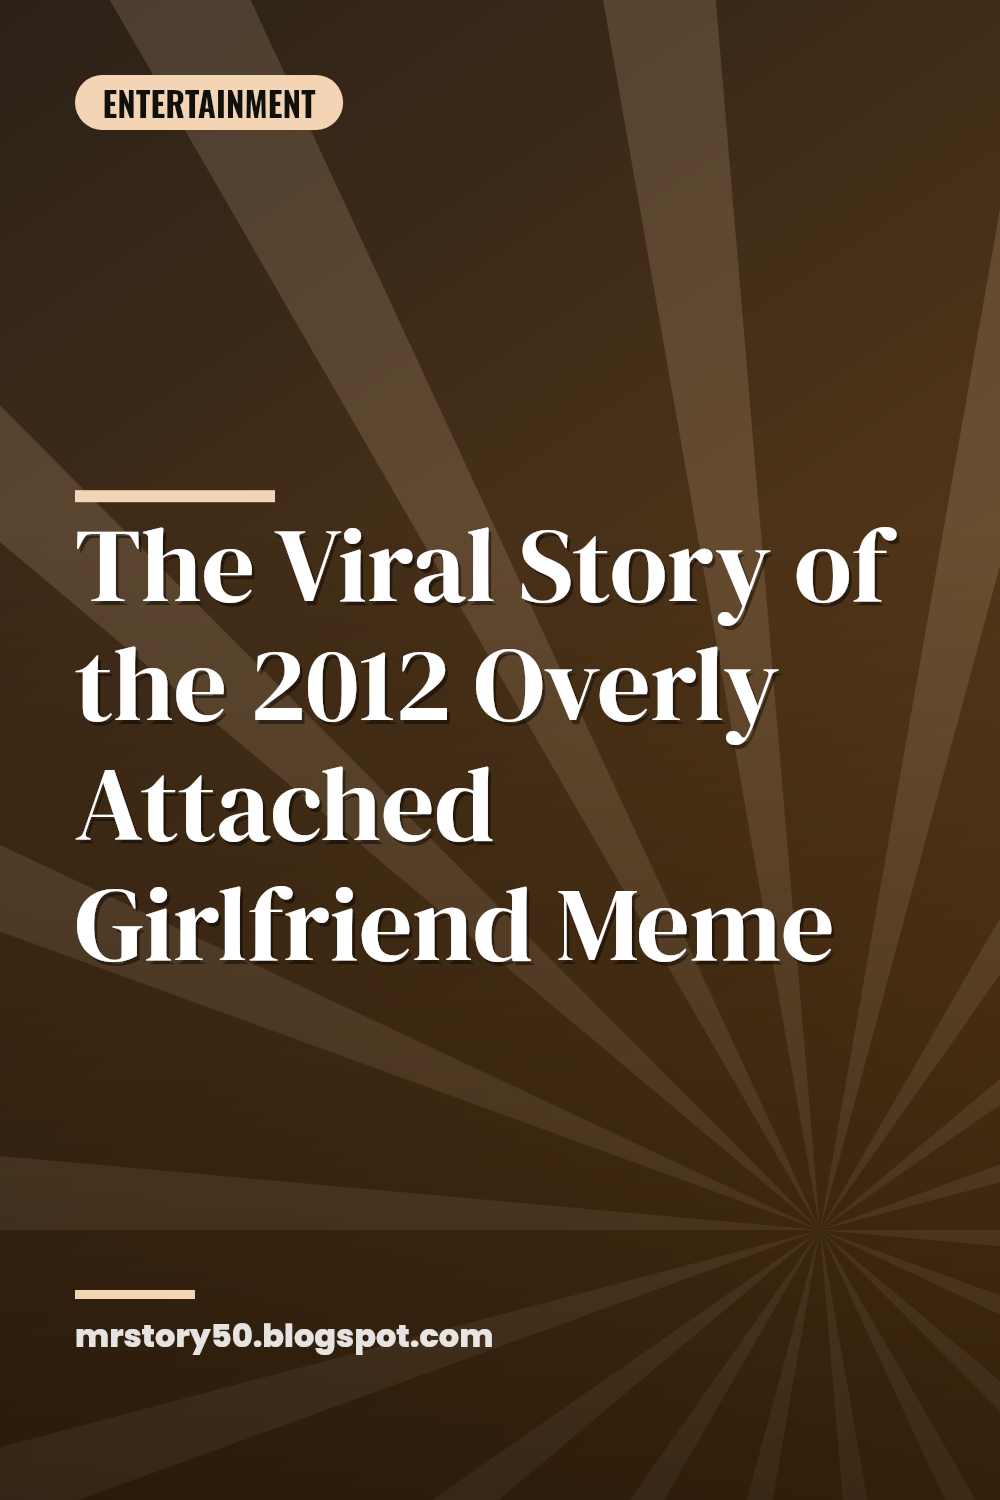 ENTERTAINMENT
The Viral Story of
the 2012 Overly
Attached
Girlfriend Meme
mrstory50.blogspot.com